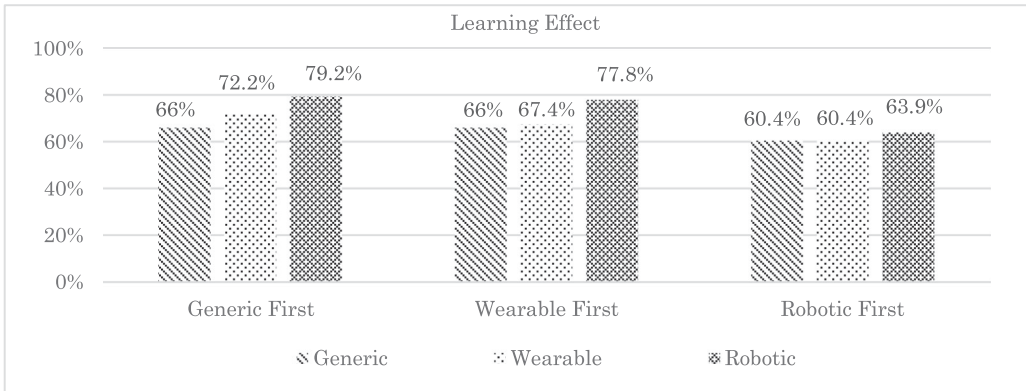 Learning Effect
100%
80%
60%
40%
20%
0%
66%
72.2%
79.2%
66%
67.4%
77.8%
60.4%
60.4%
63.9%
Generic First
Wearable First
Robotic First
Generic
Wearable
Robotic